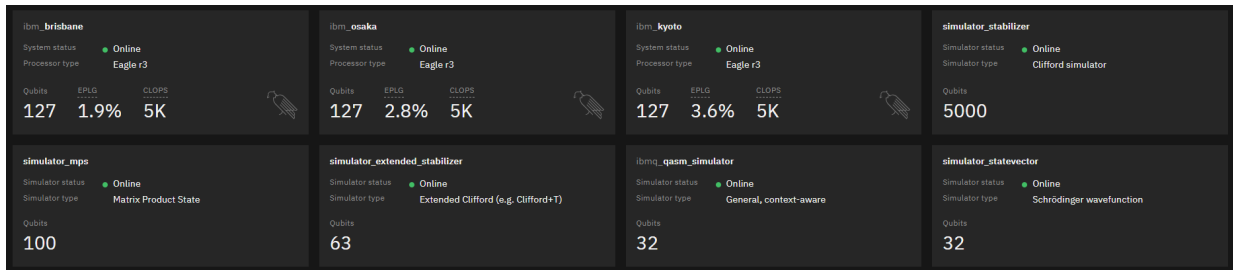 ibm_brisbane
System status Online
Processor type Eagle r3
Qubits EPLG CLOPS
127 1.9% 5K
ibm_osaka
System status Online
Processor type Eagle r3
Qubits EPLG CLOPS
127 2.8% 5K
ibm_kyoto
System status Online
Processor type Eagle r3
Qubits EPLG CLOPS
127 3.6% 5K
simulator_stabilizer
Simulator status Online
Simulator type Clifford simulator
Qubits
5000
simulator_mps
Simulator status Online
Simulator type Matrix Product State
Qubits
100
simulator_extended_stabilizer
Simulator status Online
Simulator type Extended Clifford (e.g. Clifford+T)
Qubits
63
ibmq_qasm_simulator
Simulator status Online
Simulator type General, context-aware
Qubits
32
simulator_statevector
Simulator status Online
Simulator type Schrödinger wavefunction
Qubits
32